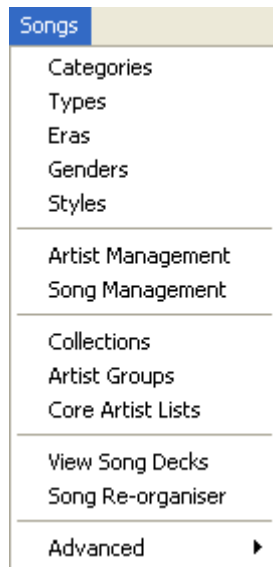 Songs
Categories
Types
Eras
Genders
Styles
Artist Management
Song Management
Collections
Artist Groups
Core Artist Lists
View Song Decks
Song Re-organiser
Advanced